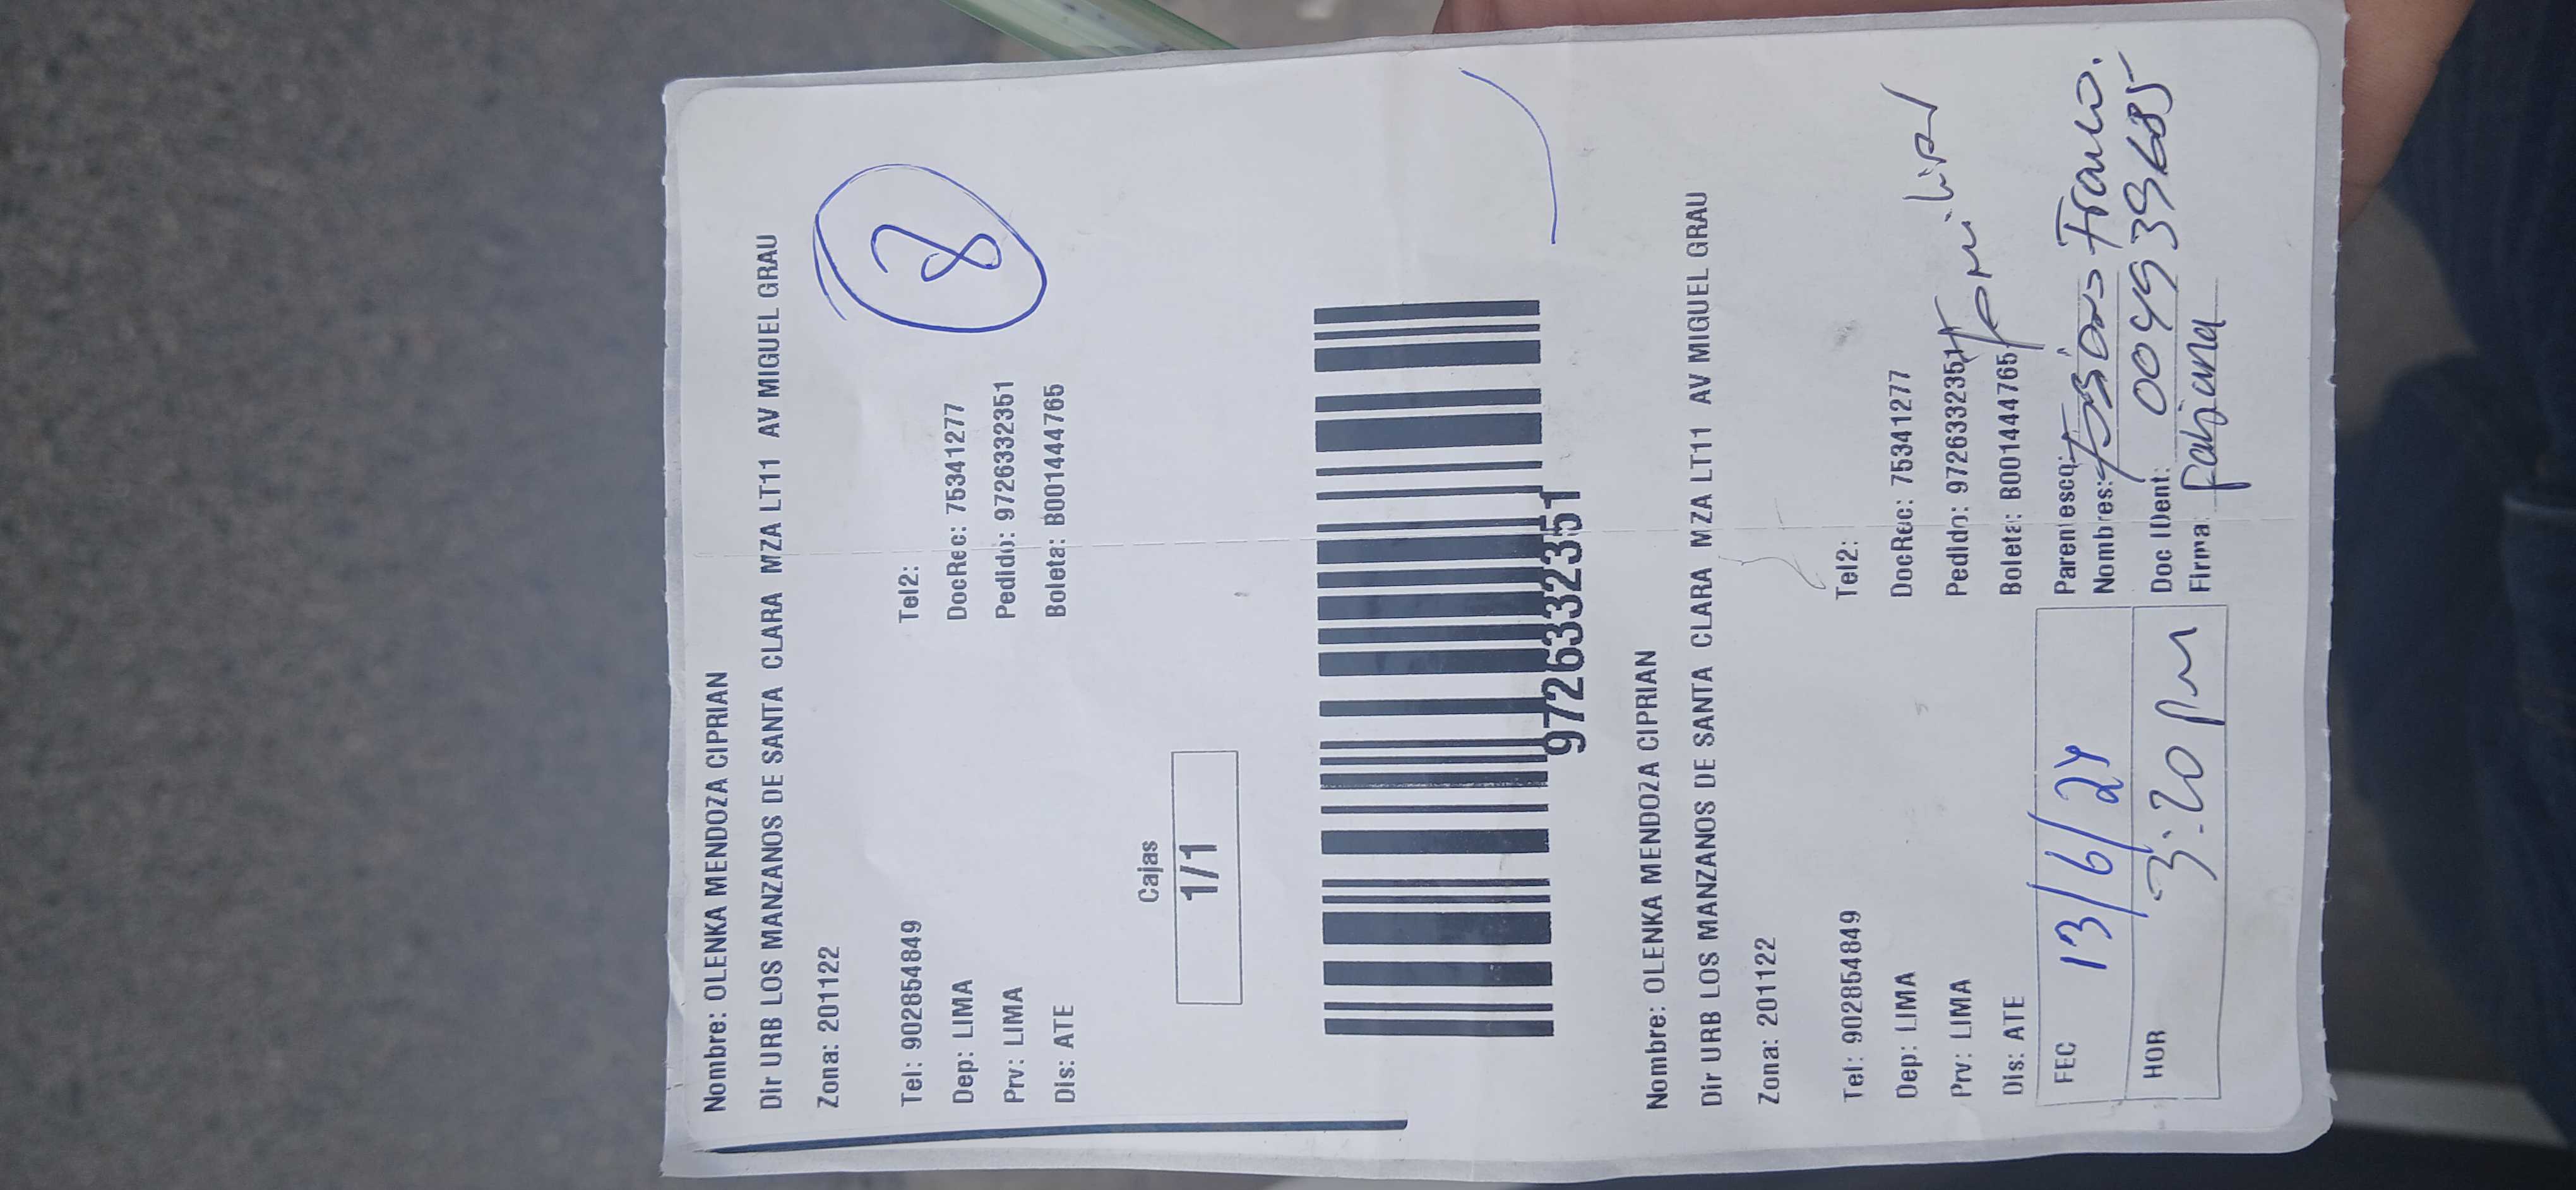 Nombre: OLENKA MENDOZA CIPRIAN
Dir URB LOS MANZANOS DE SANTA CLARA MZA LT11 AV MIGUEL GRAU
Zona: 201122
8
Tel: 902854849 Tel2:
Dep: LIMA DocRec: 75341277
Prv: LIMA Pedido: 9726332351
Dis: ATE Boleta: B001444765
Cajas
1/1
9726332351
Nombre: OLENKA MENDOZA CIPRIAN
Dir URB LOS MANZANOS DE SANTA CLARA MZA LT11 AV MIGUEL GRAU
Zona: 201122
Tel: 902854849 Tel2:
Dep: LIMA DocRec: 75341277
Prv: LIMA Pedido: 9726332351
Dis: ATE Boleta: B001444765
FEC 13/6/24 Parentesco: Familiar
Nombres: Franco.
HOR 3:20 pm Doc IDent: 004939685
Firma: fabiana